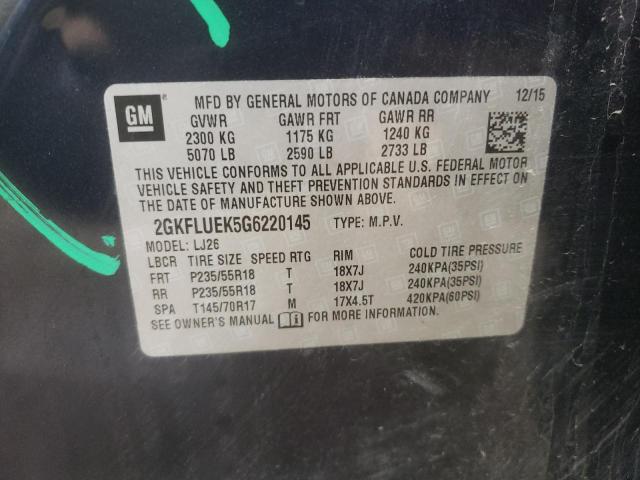 GM
MFD BY GENERAL MOTORS OF CANADA COMPANY 12/15
GVWR GAWR FRT GAWR RR
2300 KG 1175 KG 1240 KG
5070 LB 2590 LB 2733 LB
THIS VEHICLE CONFORMS TO ALL APPLICABLE U.S. FEDERAL MOTOR
VEHICLE SAFETY AND THEFT PREVENTION STANDARDS IN EFFECT ON THE
DATE OF MANUFACTURE SHOWN ABOVE.
2GKFLUEK5G6220145 TYPE: M.P.V.
MODEL: LJ26
LBCR TIRE SIZE SPEED RTG RIM COLD TIRE PRESSURE
FRT P235/55R18 T 18X7J 240KPA(35PSI)
RR P235/55R18 T 18X7J 240KPA(35PSI)
SPA T145/70R17 M 17X4.5T 420KPA(60PSI)
SEE OWNER'S MANUAL FOR MORE INFORMATION.